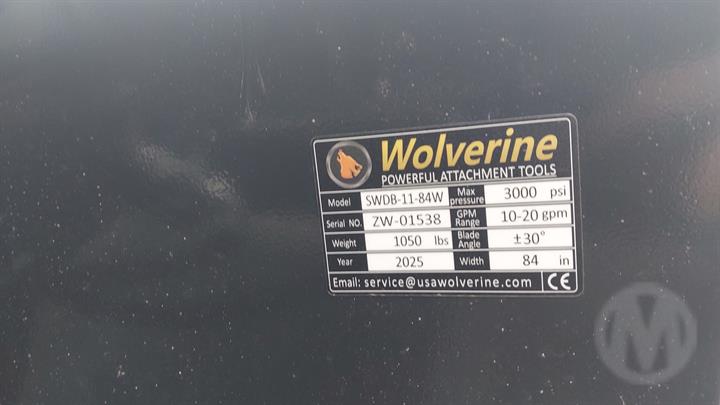 Wolverine
POWERFUL ATTACHMENT TOOLS
Model SWDB-11-84W Max pressure 3000 psi
Serial NO. ZW-01538 GPM Range 10-20 gpm
Weight 1050 lbs Blade Angle ±30°
Year 2025 Width 84 in
Email: service@usawolverine.com CE
M